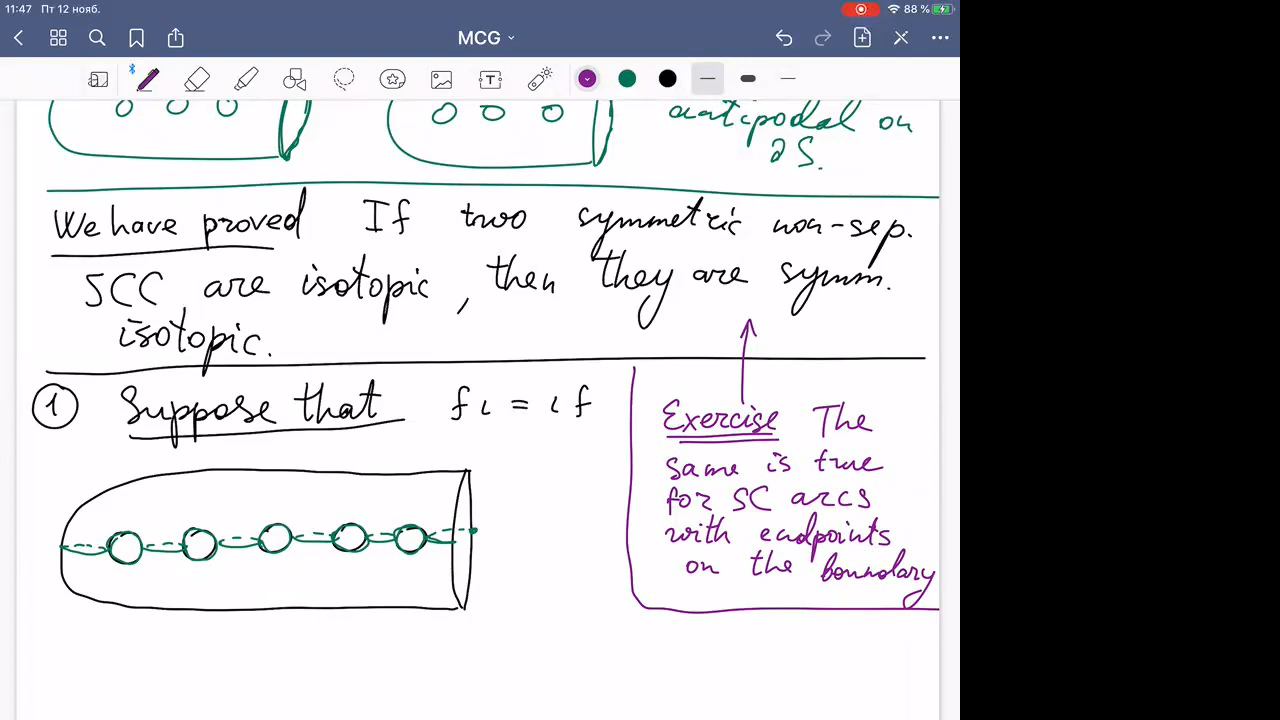 11:47 Пт 12 нояб.
88 %
MCG
antipodal on
∂S.
We have proved If two symmetric non-sep.
SCC are isotopic, then they are symm.
isotopic.
① Suppose that fι = ιf
Exercise The
same is true
for SC arcs
with endpoints
on the boundary